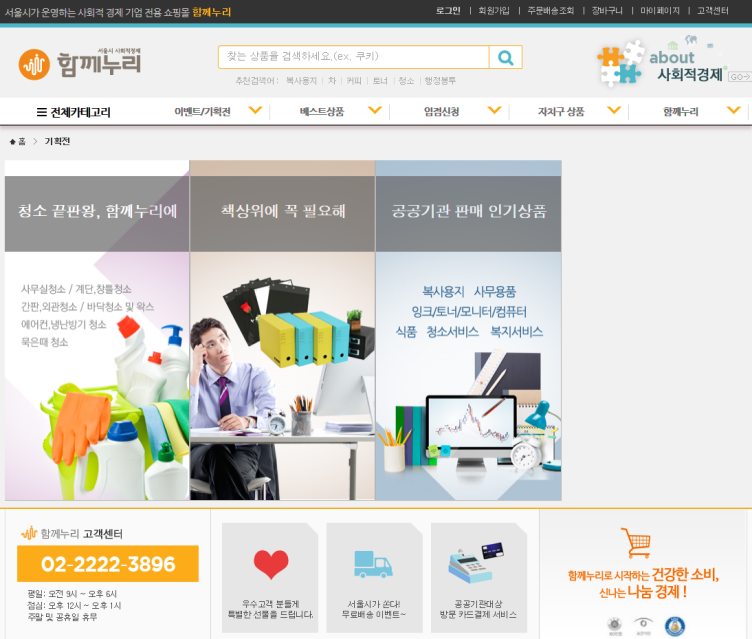 서울시가 운영하는 사회적 경제 기업 전용 쇼핑몰 함께누리
로그인 | 회원가입 | 주문배송조회 | 장바구니 | 마이페이지 | 고객센터
서울시 사회적경제
함께누리
찾는 상품을 검색하세요.(ex. 쿠키)
추천검색어 : 복사용지 | 차 | 커피 | 토너 | 청소 | 행정봉투
about
사회적경제
GO
전체카테고리
이벤트/기획전
베스트상품
입점신청
자치구 상품
함께누리
홈 > 기획전
청소 끝판왕, 함께누리에
책상위에 꼭 필요해
공공기관 판매 인기상품
사무실청소 / 계단,창틀청소
간판,외관청소 / 바닥청소 및 왁스
에어컨,냉난방기 청소
묵은때 청소
복사용지 사무용품
잉크/토너/모니터/컴퓨터
식품 청소서비스 복지서비스
함께누리 고객센터
02-2222-3896
평일: 오전 9시 ~ 오후 6시
점심: 오후 12시 ~ 오후 1시
주말 및 공휴일 휴무
우수고객 분들게
특별한 선물을 드립니다.
서울시가 쏜다!
무료배송 이벤트~
공공기관대상
방문 카드결제 서비스
함께누리로 시작하는 건강한 소비,
신나는 나눔 경제 !